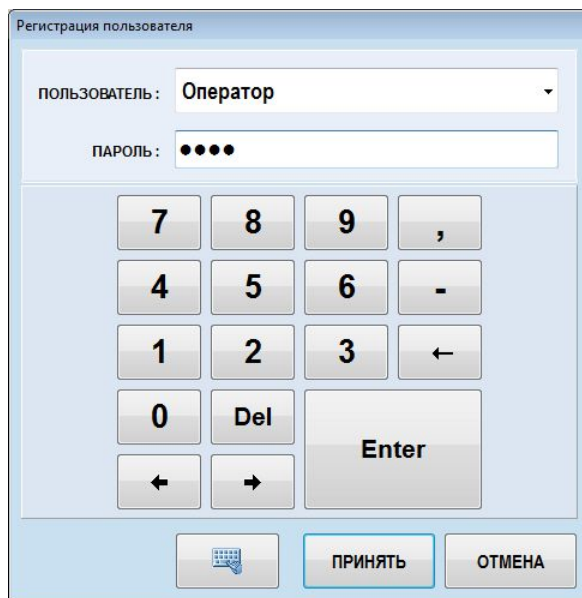 Регистрация пользователя
ПОЛЬЗОВАТЕЛЬ: Оператор
ПАРОЛЬ: ●●●●
7 8 9 ,
4 5 6 -
1 2 3 ←
0 Del
Enter
← →
ПРИНЯТЬ ОТМЕНА